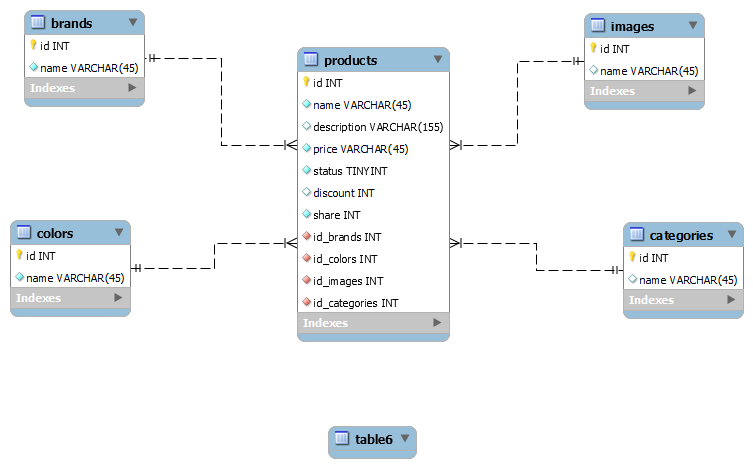 brands
id INT
name VARCHAR(45)
Indexes
products
id INT
name VARCHAR(45)
description VARCHAR(155)
price VARCHAR(45)
status TINYINT
discount INT
share INT
id_brands INT
id_colors INT
id_images INT
id_categories INT
Indexes
images
id INT
name VARCHAR(45)
Indexes
colors
id INT
name VARCHAR(45)
Indexes
categories
id INT
name VARCHAR(45)
Indexes
table6